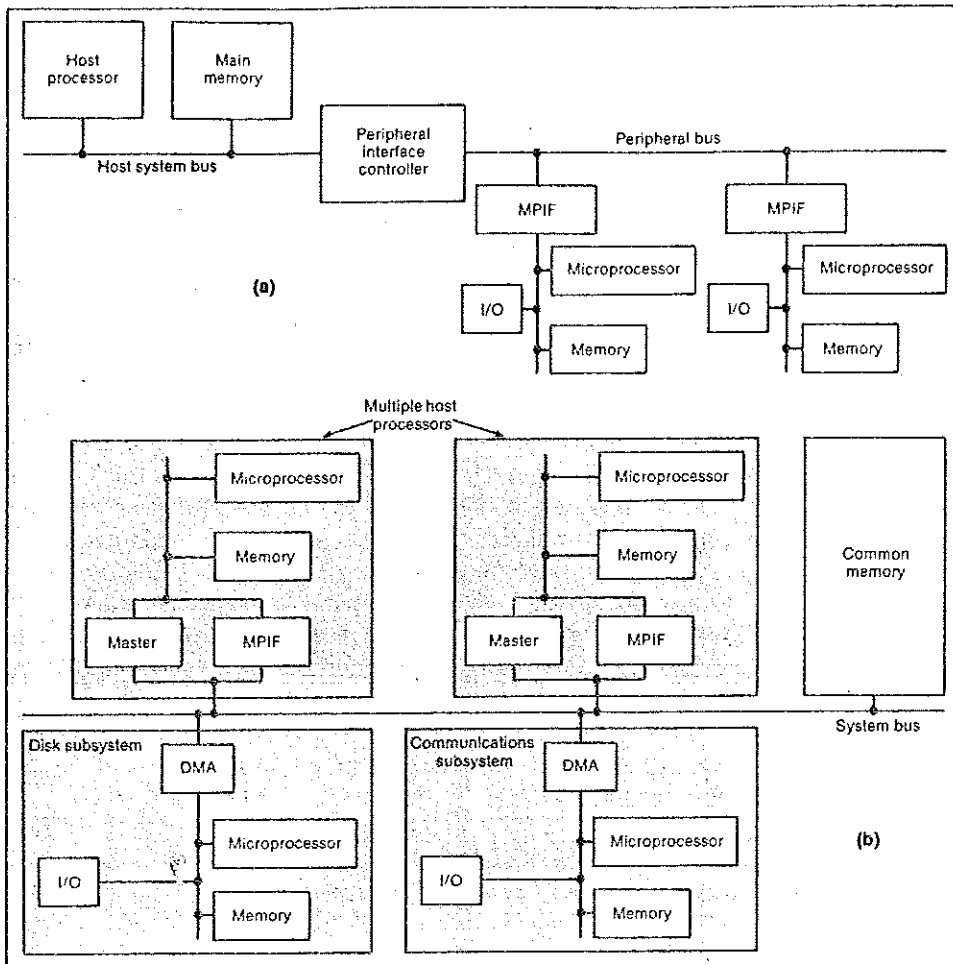 Host
processor
Main
memory
Peripheral
interface
controller
Host system bus
Peripheral bus
MPIF
MPIF
Microprocessor
Microprocessor
I/O
I/O
Memory
Memory
(a)
Multiple host
processors
Microprocessor
Microprocessor
Memory
Memory
Common
memory
Master
MPIF
Master
MPIF
System bus
Disk subsystem
DMA
Communications
subsystem
DMA
Microprocessor
Microprocessor
(b)
I/O
I/O
Memory
Memory